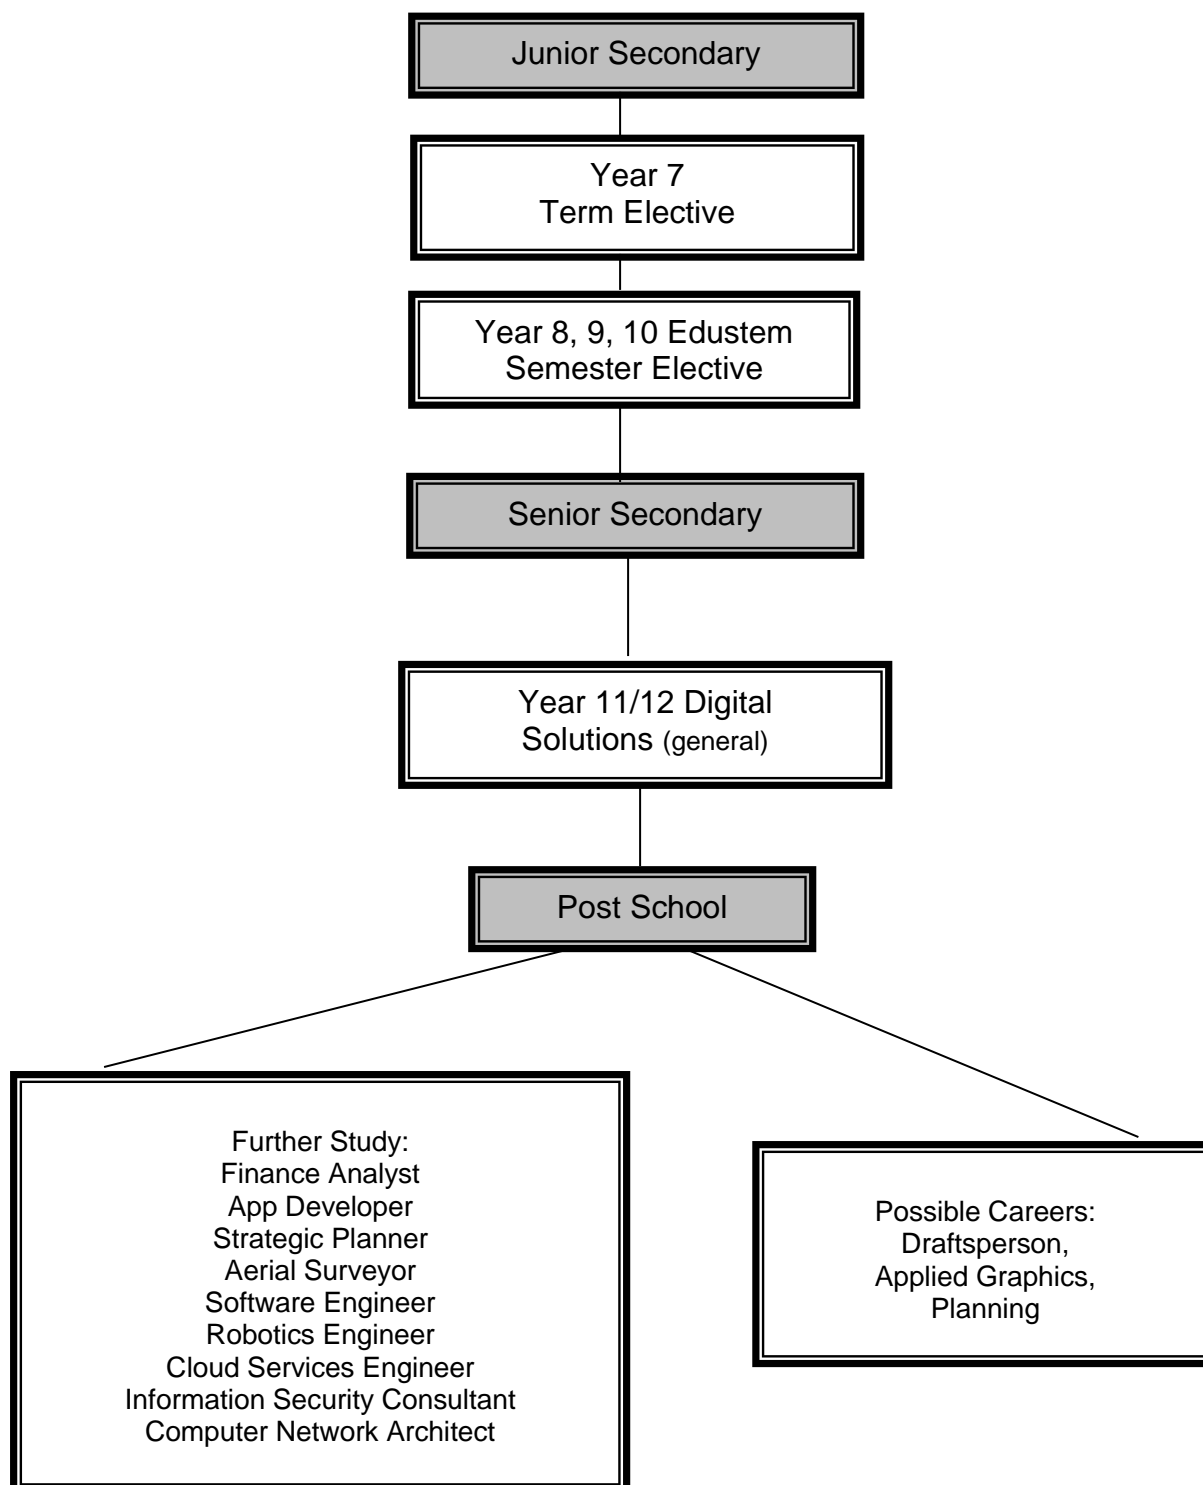 Junior Secondary
Year 7
Term Elective
Year 8, 9, 10 Edustem
Semester Elective
Senior Secondary
Year 11/12 Digital
Solutions (general)
Post School
Further Study:
Finance Analyst
App Developer
Strategic Planner
Aerial Surveyor
Software Engineer
Robotics Engineer
Cloud Services Engineer
Information Security Consultant
Computer Network Architect
Possible Careers:
Draftsperson,
Applied Graphics,
Planning